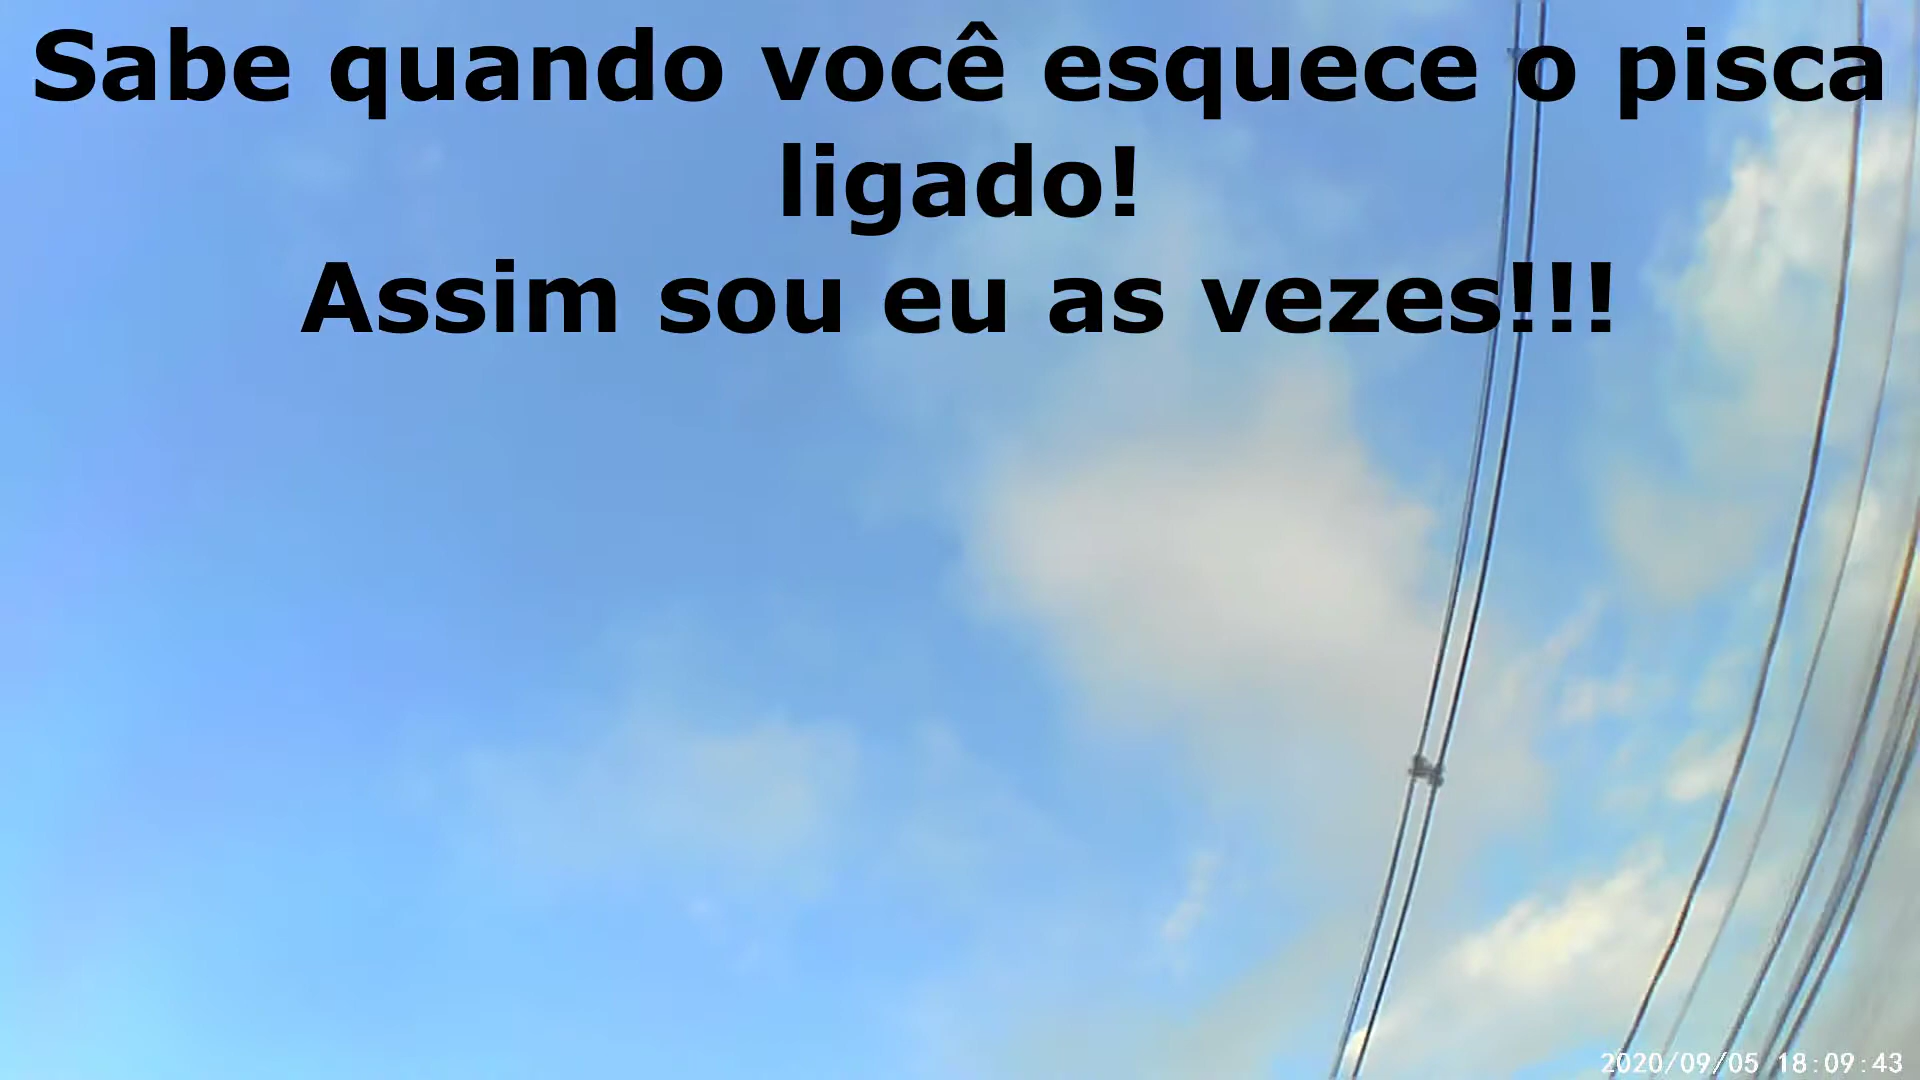 Sabe quando você esquece o pisca
ligado!
Assim sou eu as vezes!!!
2020/09/05 18:09:43